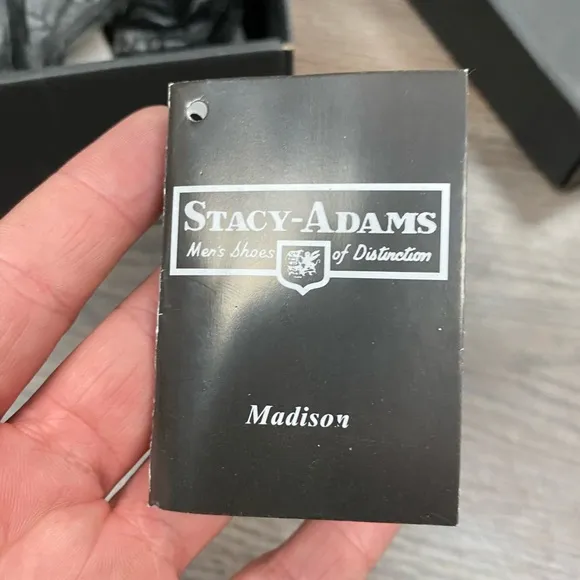 STACY-ADAMS
Men's Shoes of Distinction
Madison